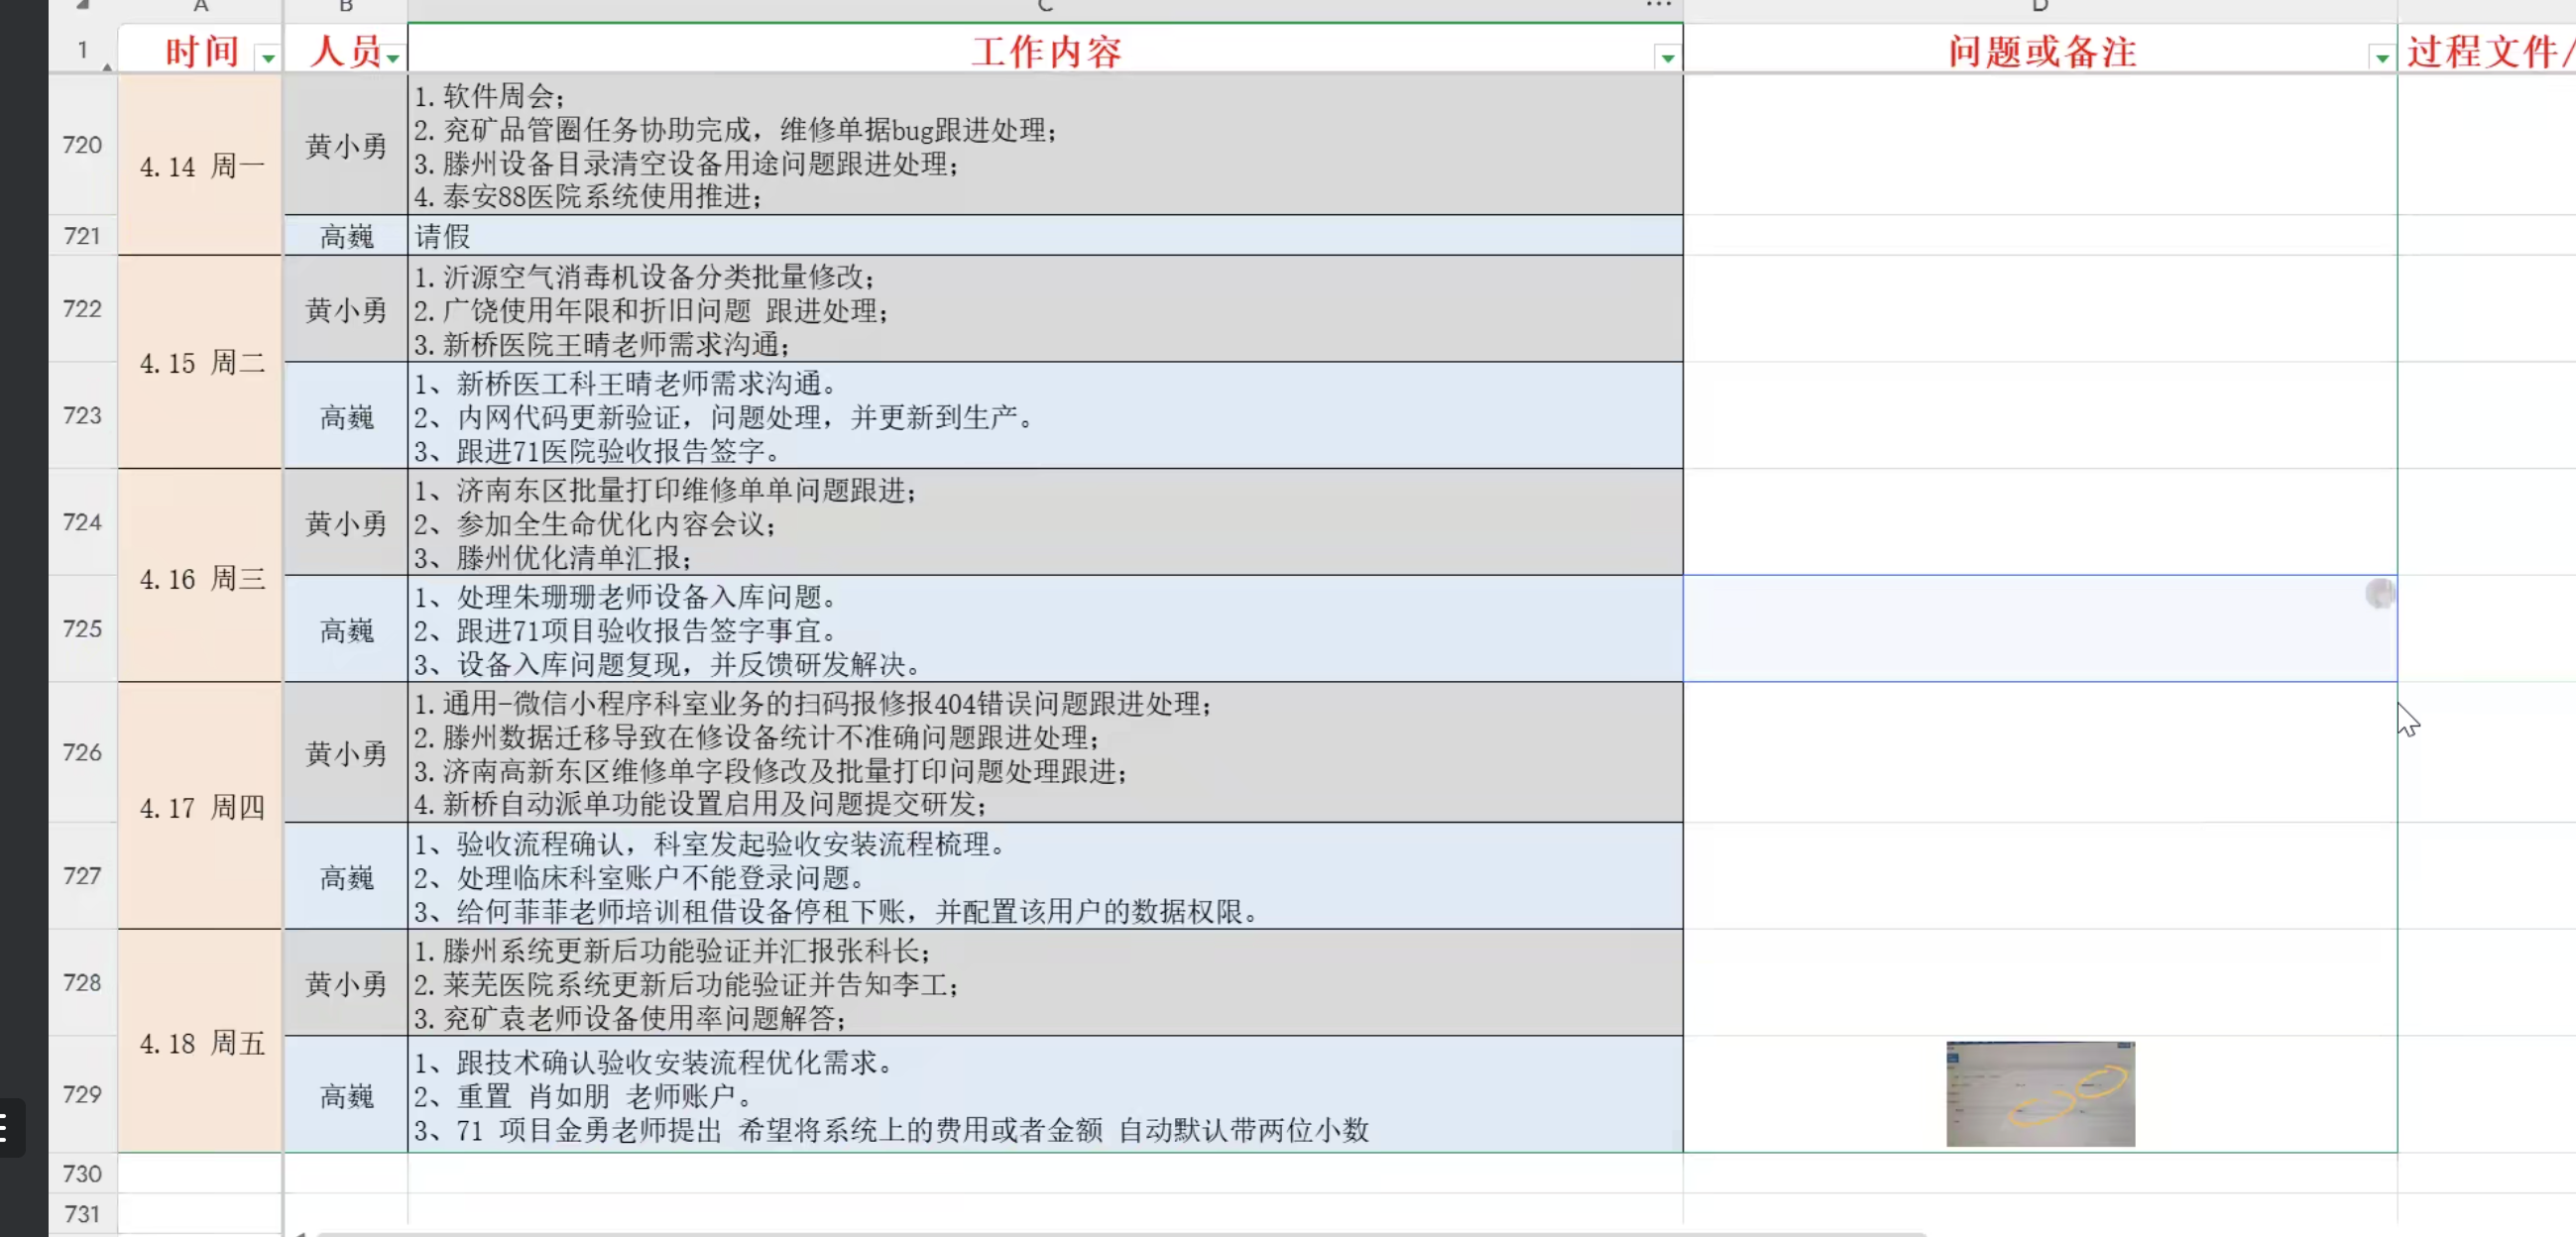 A B C D
1 时间 人员 工作内容 问题或备注 过程文件/
720 4.14 周一 黄小勇
1.软件周会；
2.兖矿品管圈任务协助完成，维修单据bug跟进处理；
3.滕州设备目录清空设备用途问题跟进处理；
4.泰安88医院系统使用推进；
721 高巍 请假
722 4.15 周二 黄小勇
1.沂源空气消毒机设备分类批量修改；
2.广饶使用年限和折旧问题 跟进处理；
3.新桥医院王晴老师需求沟通；
723 高巍
1、新桥医工科王晴老师需求沟通。
2、内网代码更新验证，问题处理，并更新到生产。
3、跟进71医院验收报告签字。
724 4.16 周三 黄小勇
1、济南东区批量打印维修单单问题跟进；
2、参加全生命优化内容会议；
3、滕州优化清单汇报；
725 高巍
1、处理朱珊珊老师设备入库问题。
2、跟进71项目验收报告签字事宜。
3、设备入库问题复现，并反馈研发解决。
726 4.17 周四 黄小勇
1.通用-微信小程序科室业务的扫码报修报404错误问题跟进处理；
2.滕州数据迁移导致在修设备统计不准确问题跟进处理；
3.济南高新东区维修单字段修改及批量打印问题处理跟进；
4.新桥自动派单功能设置启用及问题提交研发；
727 高巍
1、验收流程确认，科室发起验收安装流程梳理。
2、处理临床科室账户不能登录问题。
3、给何菲菲老师培训租借设备停租下账，并配置该用户的数据权限。
728 4.18 周五 黄小勇
1.滕州系统更新后功能验证并汇报张科长；
2.莱芜医院系统更新后功能验证并告知李工；
3.兖矿袁老师设备使用率问题解答；
729 高巍
1、跟技术确认验收安装流程优化需求。
2、重置 肖如朋 老师账户。
3、71 项目金勇老师提出 希望将系统上的费用或者金额 自动默认带两位小数
730
731